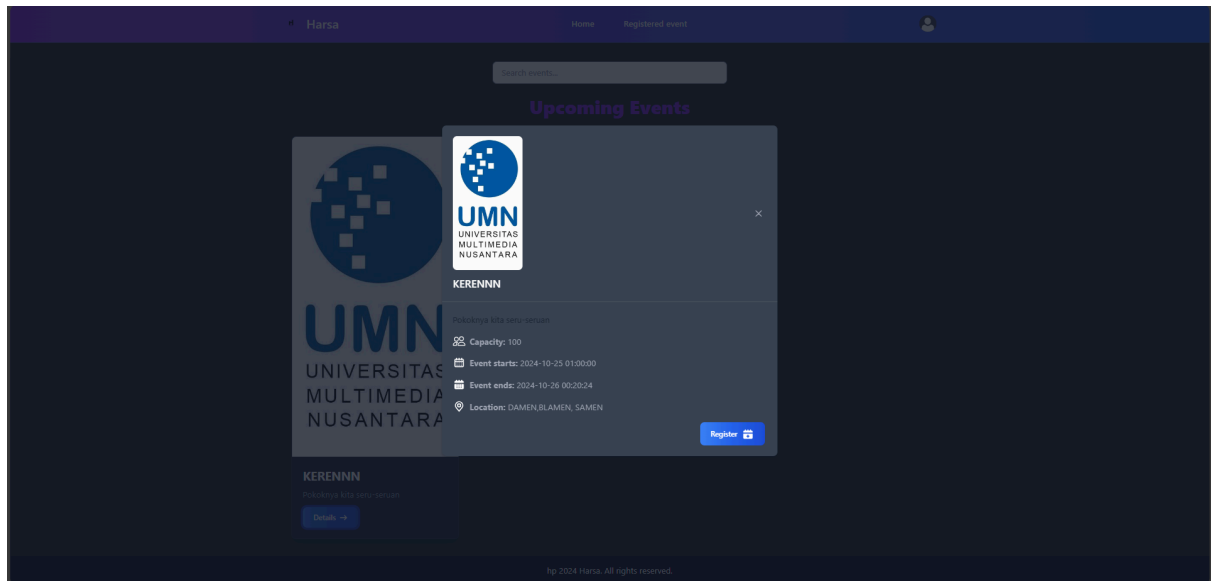 Harsa
Home
Registered event
Search events...
Upcoming Events
UMN
UNIVERSITAS
MULTIMEDIA
NUSANTARA
KERENNN
Pokoknya kita seru-seruan
Details →
UMN
UNIVERSITAS
MULTIMEDIA
NUSANTARA
×
KERENNN
Pokoknya kita seru-seruan
Capacity: 100
Event starts: 2024-10-25 01:00:00
Event ends: 2024-10-26 00:20:24
Location: DAMEN,BLAMEN, SAMEN
Register
hp 2024 Harsa. All rights reserved.